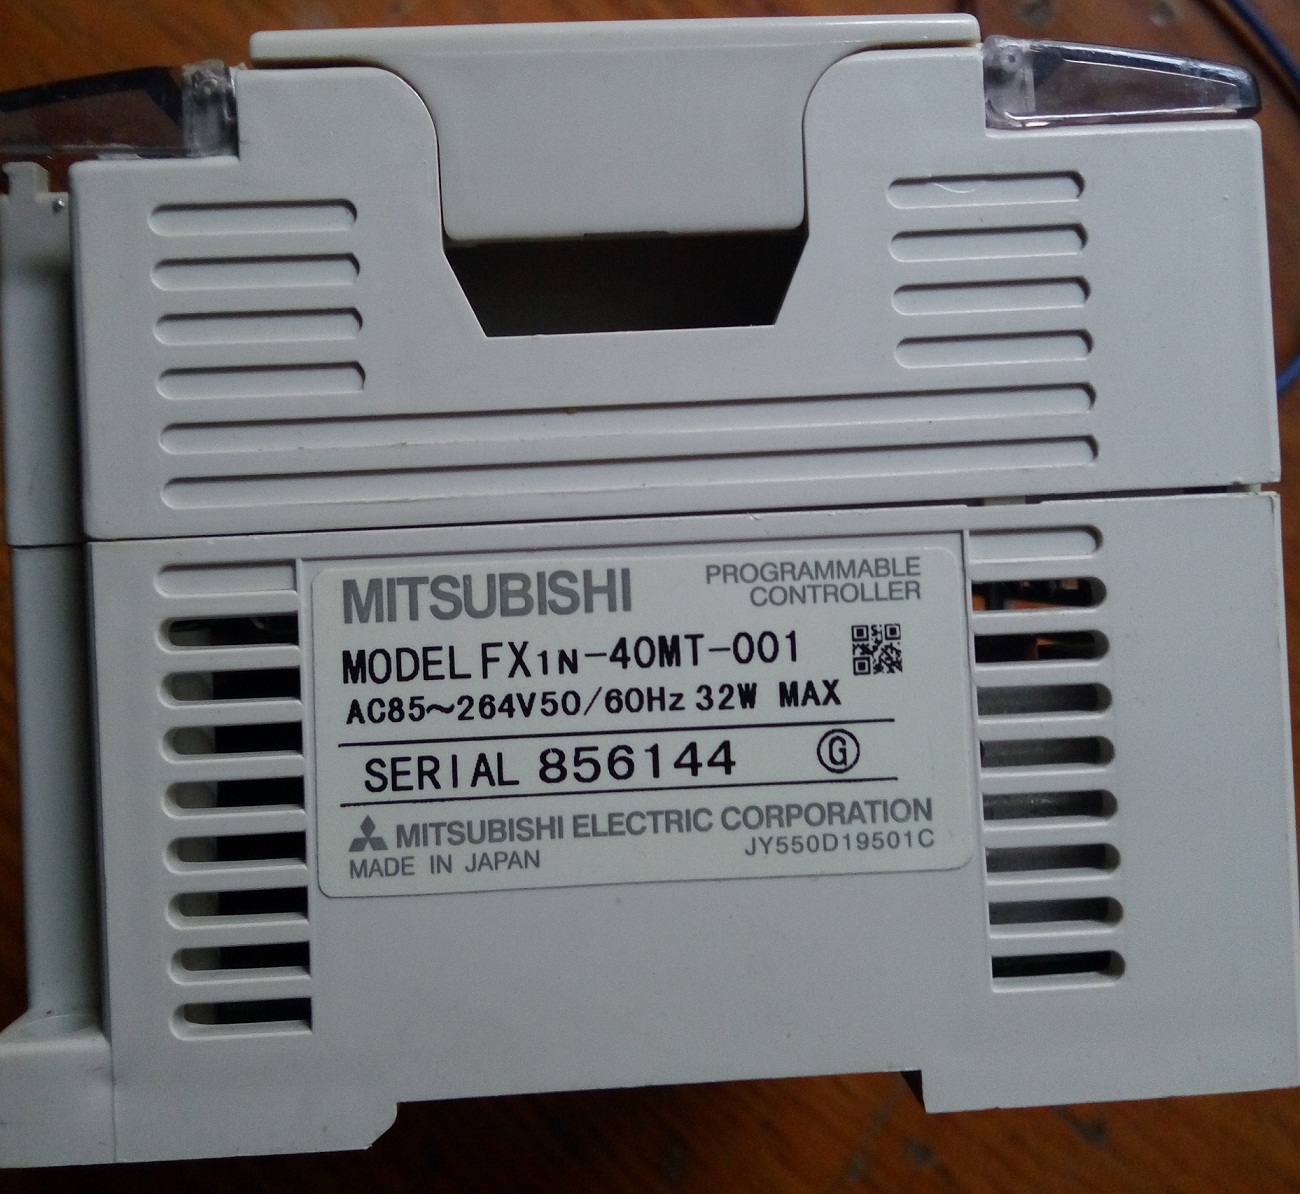 MITSUBISHI
PROGRAMMABLE
CONTROLLER
MODEL FX1N-40MT-001
AC85~264V50/60Hz 32W MAX
SERIAL 856144 Ⓖ
MITSUBISHI ELECTRIC CORPORATION
MADE IN JAPAN
JY550D19501C